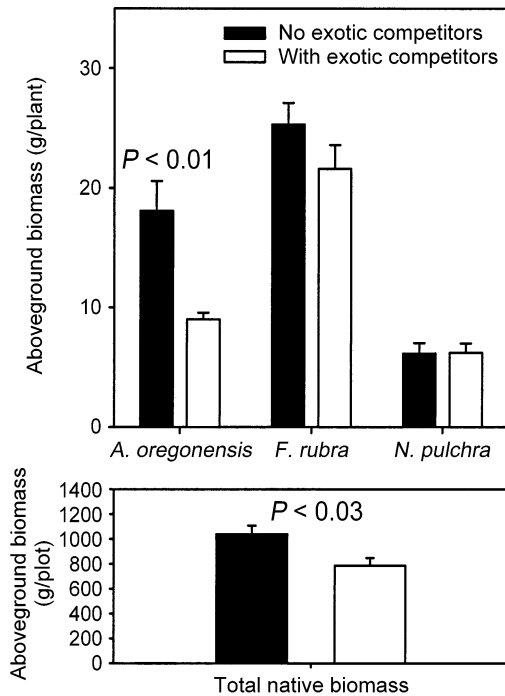 No exotic competitors
With exotic competitors
Aboveground biomass (g/plant)
30
20
10
0
P < 0.01
A. oregonensis F. rubra N. pulchra
Aboveground biomass
(g/plot)
1400
1200
1000
800
600
400
200
0
P < 0.03
Total native biomass